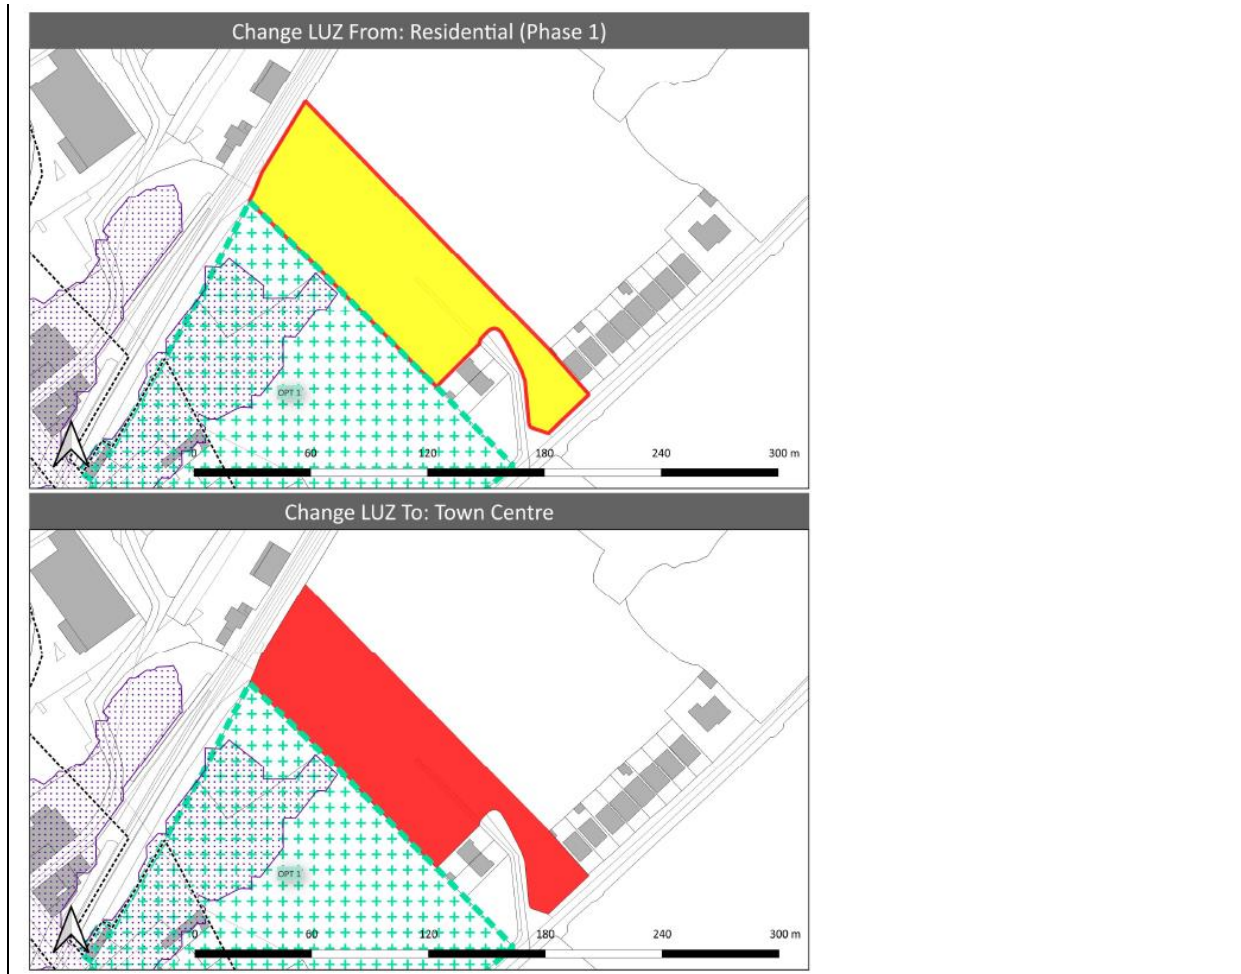 Change LUZ From: Residential (Phase 1)
OPT 1
0 60 120 180 240 300 m
Change LUZ To: Town Centre
OPT 1
0 60 120 180 240 300 m